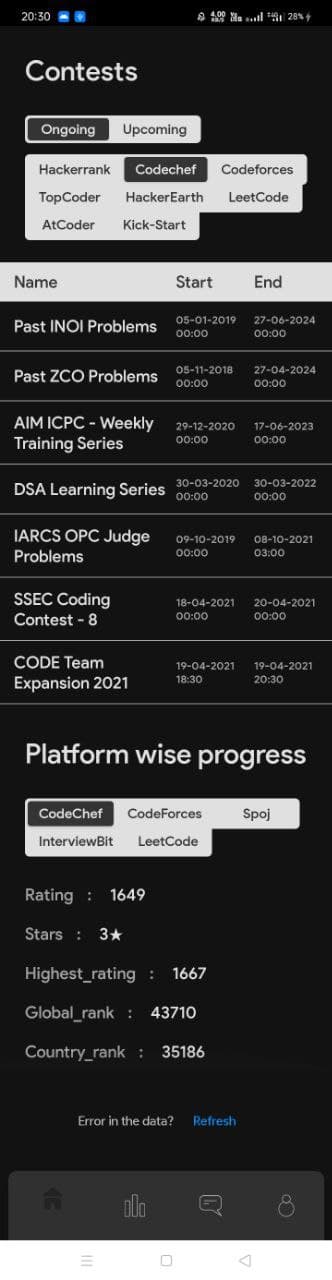 20:30 4.00 KB/S 28%
Contests
Ongoing Upcoming
Hackerrank Codechef Codeforces
TopCoder HackerEarth LeetCode
AtCoder Kick-Start
Name Start End
Past INOI Problems 05-01-2019 27-06-2024
00:00 00:00
Past ZCO Problems 05-11-2018 27-04-2024
00:00 00:00
AIM ICPC - Weekly 29-12-2020 17-06-2023
Training Series 00:00 00:00
DSA Learning Series 30-03-2020 30-03-2022
00:00 00:00
IARCS OPC Judge 09-10-2019 08-10-2021
Problems 00:00 03:00
SSEC Coding 18-04-2021 20-04-2021
Contest - 8 00:00 00:00
CODE Team 19-04-2021 19-04-2021
Expansion 2021 18:30 20:30
Platform wise progress
CodeChef CodeForces Spoj
InterviewBit LeetCode
Rating : 1649
Stars : 3★
Highest_rating : 1667
Global_rank : 43710
Country_rank : 35186
Error in the data? Refresh